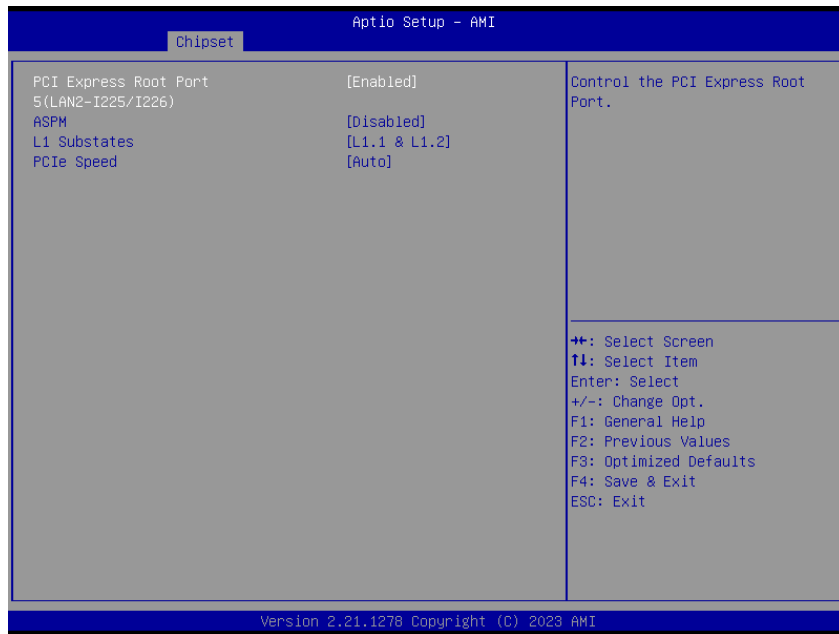 Aptio Setup – AMI
Chipset
PCI Express Root Port [Enabled]
5(LAN2-I225/I226)
ASPM [Disabled]
L1 Substates [L1.1 & L1.2]
PCIe Speed [Auto]
Control the PCI Express Root
Port.
→←: Select Screen
↑↓: Select Item
Enter: Select
+/-: Change Opt.
F1: General Help
F2: Previous Values
F3: Optimized Defaults
F4: Save & Exit
ESC: Exit
Version 2.21.1278 Copyright (C) 2023 AMI